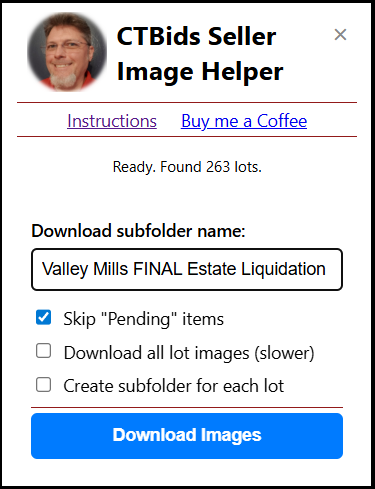 CTBids Seller
Image Helper
×
Instructions Buy me a Coffee
Ready. Found 263 lots.
Download subfolder name:
Valley Mills FINAL Estate Liquidation
Skip "Pending" items
Download all lot images (slower)
Create subfolder for each lot
Download Images